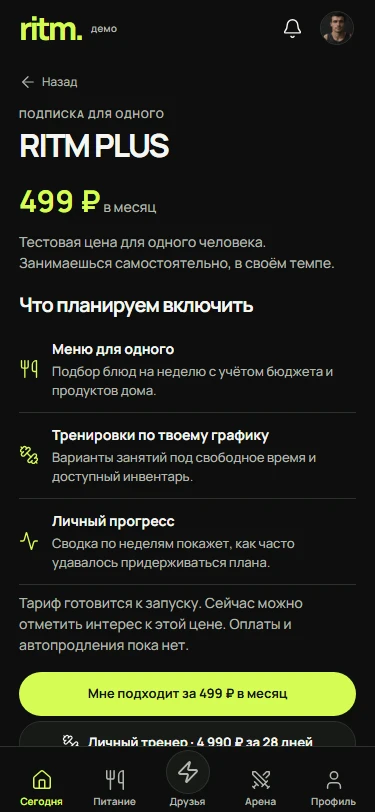 ritm. демо
Назад
ПОДПИСКА ДЛЯ ОДНОГО
RITM PLUS
499 ₽ в месяц
Тестовая цена для одного человека.
Занимаешься самостоятельно, в своём темпе.
Что планируем включить
Меню для одного
Подбор блюд на неделю с учётом бюджета и
продуктов дома.
Тренировки по твоему графику
Варианты занятий под свободное время и
доступный инвентарь.
Личный прогресс
Сводка по неделям покажет, как часто
удавалось придерживаться плана.
Тариф готовится к запуску. Сейчас можно
отметить интерес к этой цене. Оплаты и
автопродления пока нет.
Мне подходит за 499 ₽ в месяц
Личный тренер · 4 990 ₽ за 28 дней
Сегодня Питание Друзья Арена Профиль